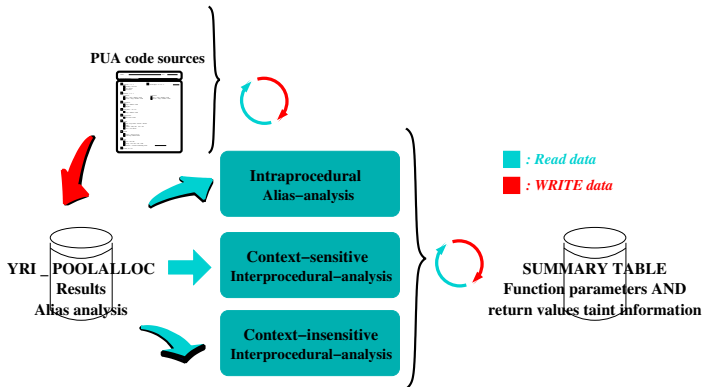 PUA code sources
Intraprocedural
Alias−analysis
: Read data
: WRITE data
YRI _ POOLALLOC
Results
Alias analysis
Context−sensitive
Interprocedural−analysis
SUMMARY TABLE
Function parameters AND
return values taint information
Context−insensitive
Interprocedural−analysis